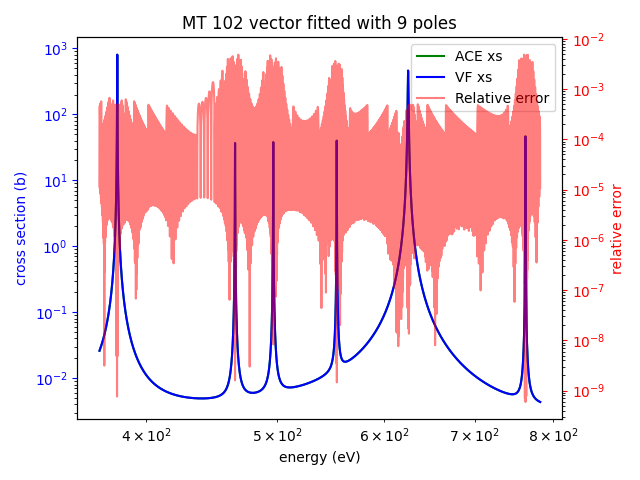 MT 102 vector fitted with 9 poles
ACE xs
VF xs
Relative error
cross section (b)
10³
10²
10¹
10⁰
10⁻¹
10⁻²
10⁻²
10⁻³
10⁻⁴
10⁻⁵
10⁻⁶
10⁻⁷
10⁻⁸
10⁻⁹
relative error
4 × 10² 5 × 10² 6 × 10² 7 × 10² 8 × 10²
energy (eV)